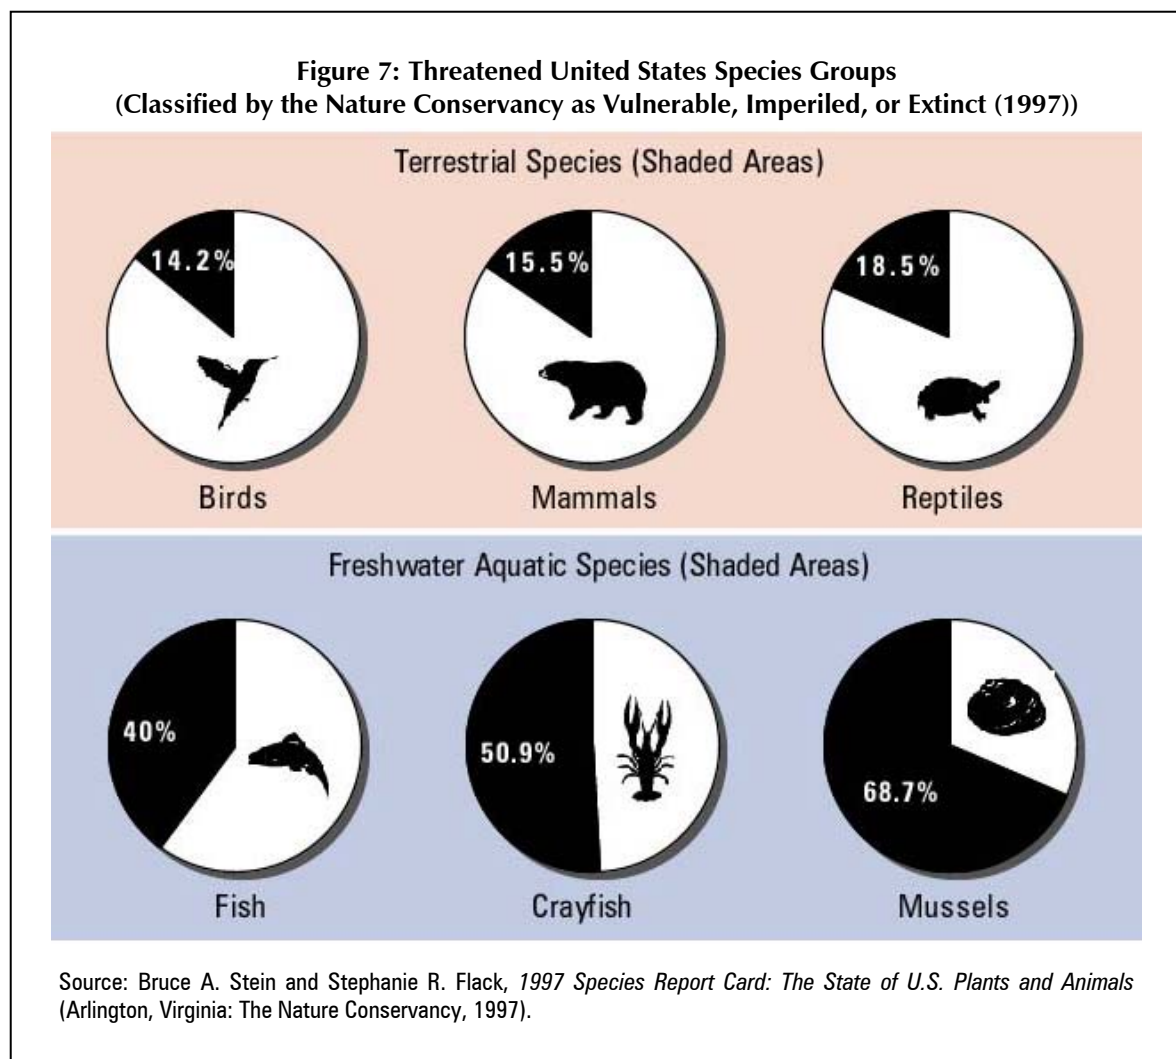 Figure 7: Threatened United States Species Groups
(Classified by the Nature Conservancy as Vulnerable, Imperiled, or Extinct (1997))
Terrestrial Species (Shaded Areas)
14.2%
15.5%
18.5%
Birds
Mammals
Reptiles
Freshwater Aquatic Species (Shaded Areas)
40%
50.9%
68.7%
Fish
Crayfish
Mussels
Source: Bruce A. Stein and Stephanie R. Flack, 1997 Species Report Card: The State of U.S. Plants and Animals
(Arlington, Virginia: The Nature Conservancy, 1997).